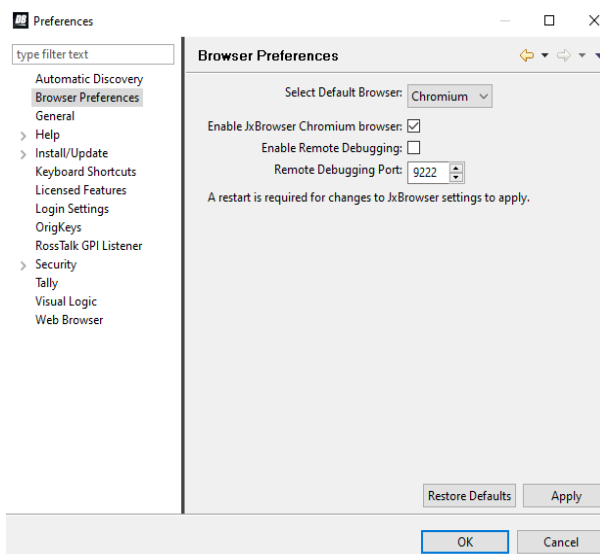 DB Preferences
type filter text
Automatic Discovery
Browser Preferences
General
Help
Install/Update
Keyboard Shortcuts
Licensed Features
Login Settings
OrigKeys
RossTalk GPI Listener
Security
Tally
Visual Logic
Web Browser
Browser Preferences
Select Default Browser: Chromium
Enable JxBrowser Chromium browser:
Enable Remote Debugging:
Remote Debugging Port: 9222
A restart is required for changes to JxBrowser settings to apply.
Restore Defaults Apply
OK Cancel